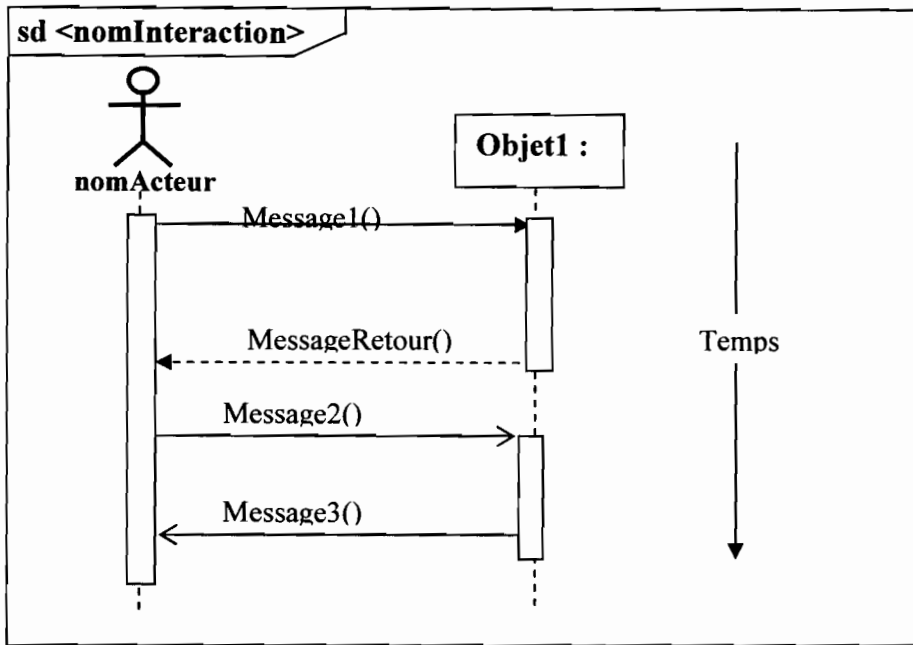 sd <nomInteraction>
nomActeur
Objet1 :
Message1()
MessageRetour()
Temps
Message2()
Message3()